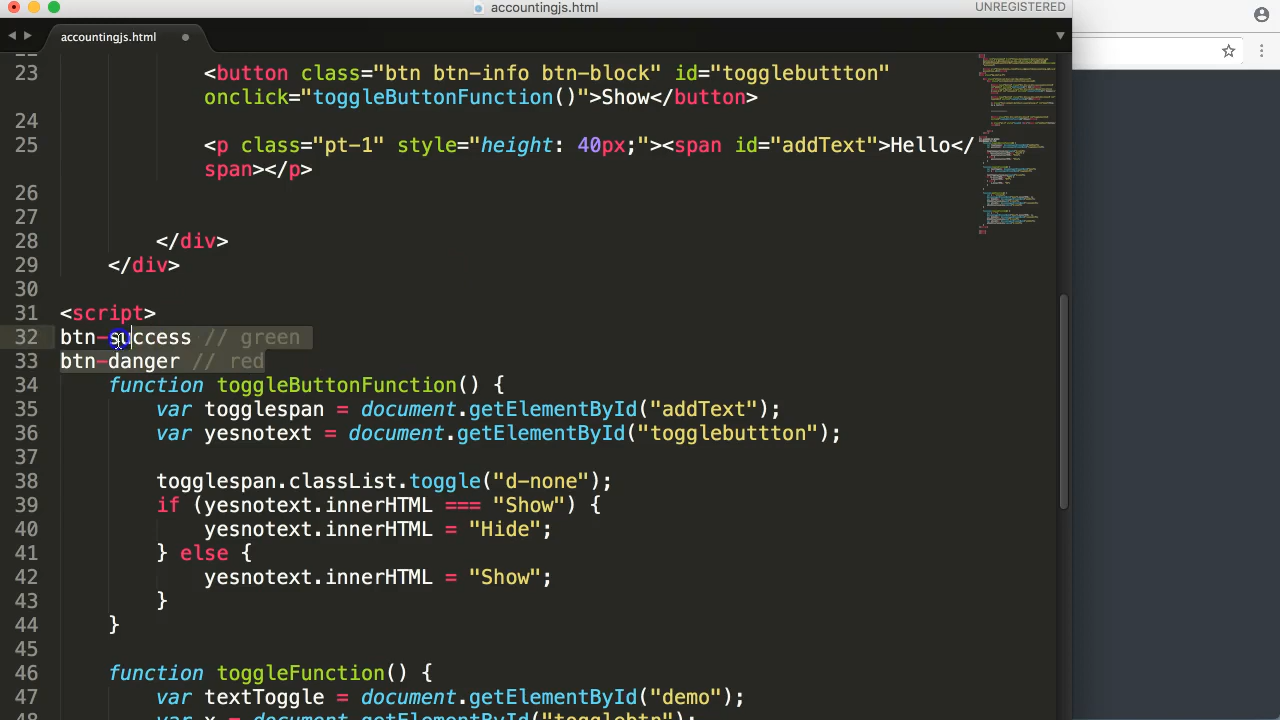 accountingjs.html
UNREGISTERED
accountingjs.html
23 <button class="btn btn-info btn-block" id="togglebuttton"
onclick="toggleButtonFunction()">Show</button>
24
25 <p class="pt-1" style="height: 40px;"><span id="addText">Hello</
span></p>
26
27
28 </div>
29 </div>
30
31 <script>
32 btn-success // green
33 btn-danger // red
34 function toggleButtonFunction() {
35 var togglespan = document.getElementById("addText");
36 var yesnotext = document.getElementById("togglebuttton");
37
38 togglespan.classList.toggle("d-none");
39 if (yesnotext.innerHTML === "Show") {
40 yesnotext.innerHTML = "Hide";
41 } else {
42 yesnotext.innerHTML = "Show";
43 }
44 }
45
46 function toggleFunction() {
47 var textToggle = document.getElementById("demo");